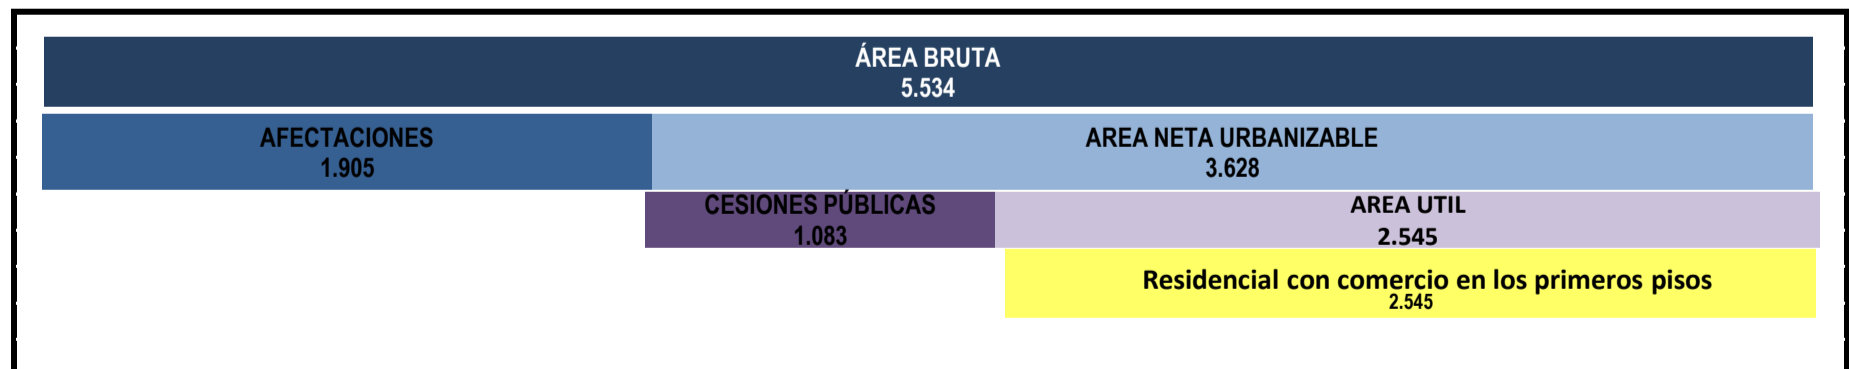 ÁREA BRUTA
5.534
AFECTACIONES
1.905
AREA NETA URBANIZABLE
3.628
CESIONES PÚBLICAS
1.083
AREA UTIL
2.545
Residencial con comercio en los primeros pisos
2.545